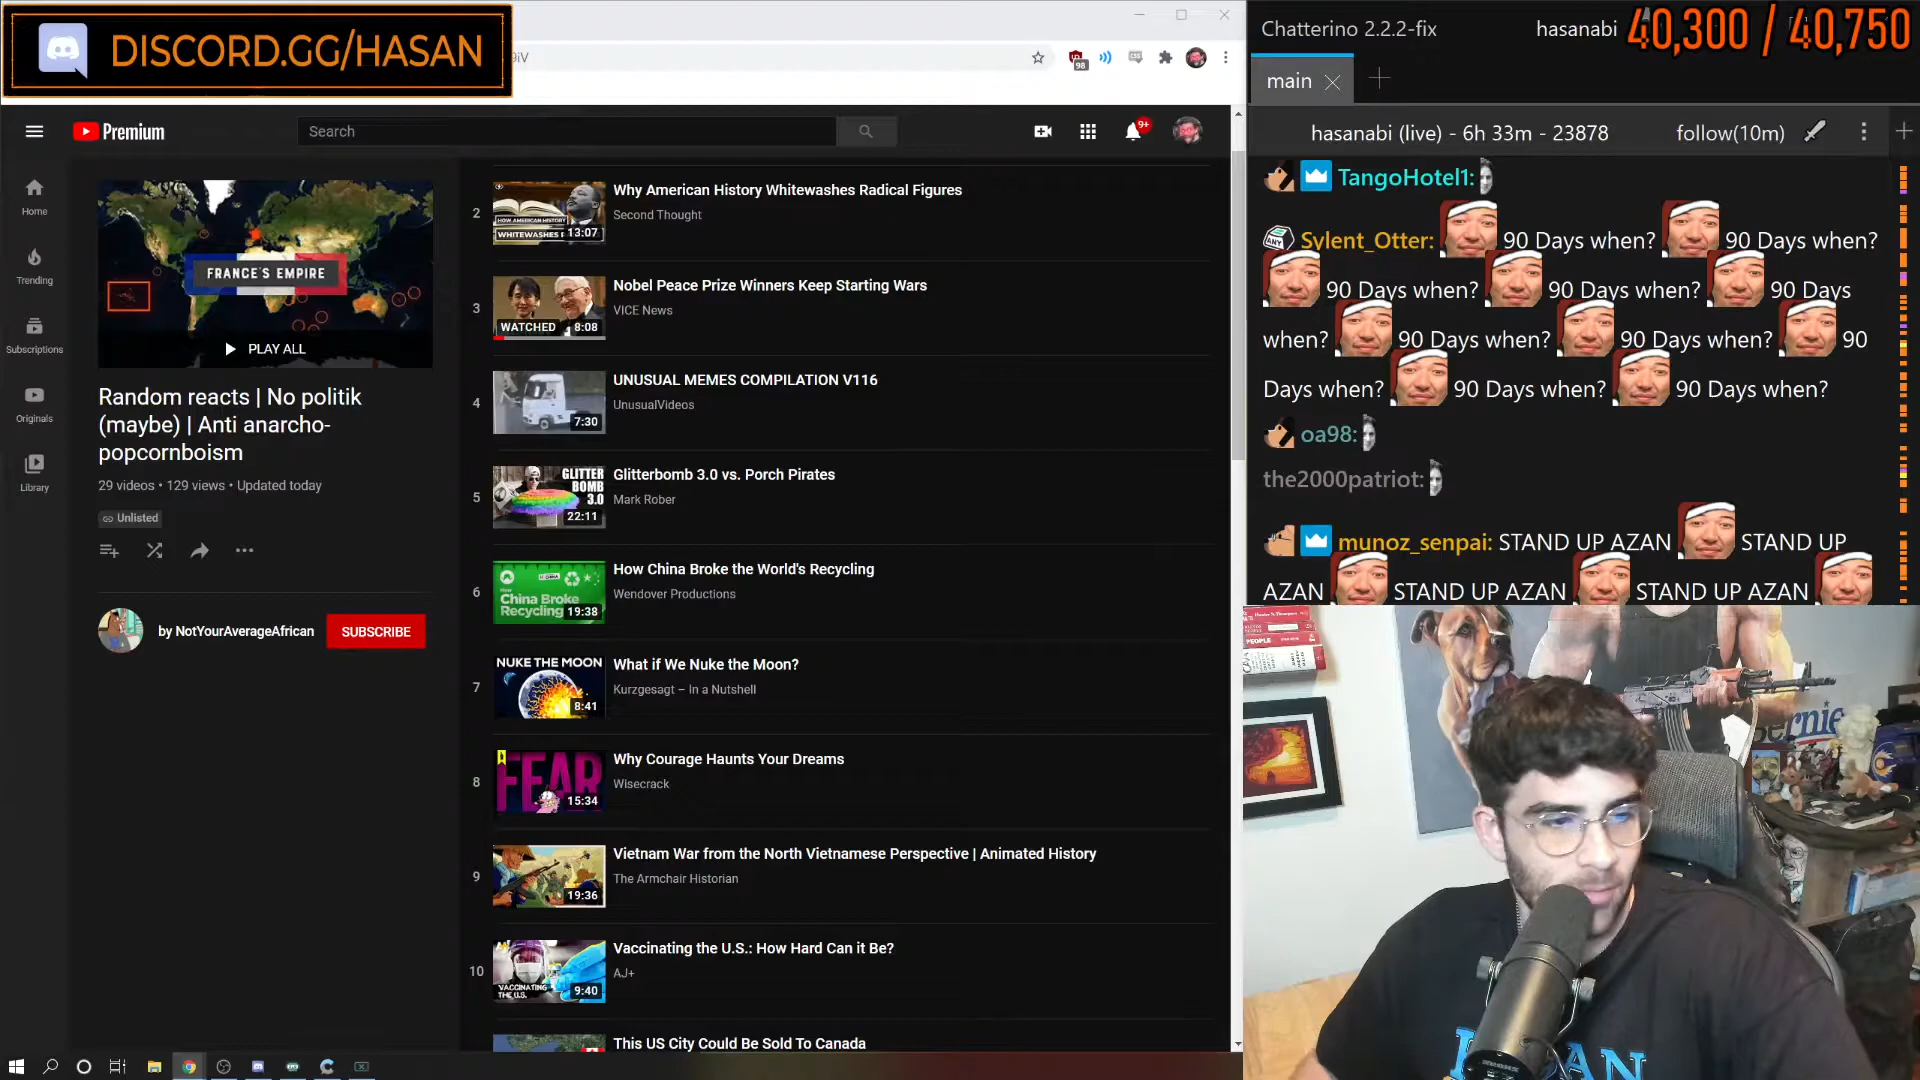 DISCORD.GG/HASAN
9iV
98
Chatterino 2.2.2-fix
hasanabi
40,300 / 40,750
main
Premium
Search
9+
hasanabi (live) - 6h 33m - 23878
follow(10m)
Home
Trending
Subscriptions
Originals
Library
FRANCE'S EMPIRE
PLAY ALL
Random reacts | No politik
(maybe) | Anti anarcho-
popcornboism
29 videos • 129 views • Updated today
Unlisted
by NotYourAverageAfrican
SUBSCRIBE
2
HOW AMERICAN HISTORY
WHITEWASHES
13:07
Why American History Whitewashes Radical Figures
Second Thought
3
WATCHED
8:08
Nobel Peace Prize Winners Keep Starting Wars
VICE News
4
7:30
UNUSUAL MEMES COMPILATION V116
UnusualVideos
5
GLITTER
BOMB
3.0
22:11
Glitterbomb 3.0 vs. Porch Pirates
Mark Rober
6
How
China Broke
Recycling
19:38
How China Broke the World's Recycling
Wendover Productions
7
NUKE THE MOON
8:41
What if We Nuke the Moon?
Kurzgesagt – In a Nutshell
8
FEAR
15:34
Why Courage Haunts Your Dreams
Wisecrack
9
19:36
Vietnam War from the North Vietnamese Perspective | Animated History
The Armchair Historian
10
VACCINATING
THE U.S.
9:40
Vaccinating the U.S.: How Hard Can it Be?
AJ+
This US City Could Be Sold To Canada
TangoHotel1:
Sylent_Otter: 90 Days when? 90 Days when?
90 Days when? 90 Days when? 90 Days
when? 90 Days when? 90 Days when? 90
Days when? 90 Days when? 90 Days when?
oa98:
the2000patriot:
munoz_senpai: STAND UP AZAN STAND UP
AZAN STAND UP AZAN STAND UP AZAN
PEOPLE
Bernie